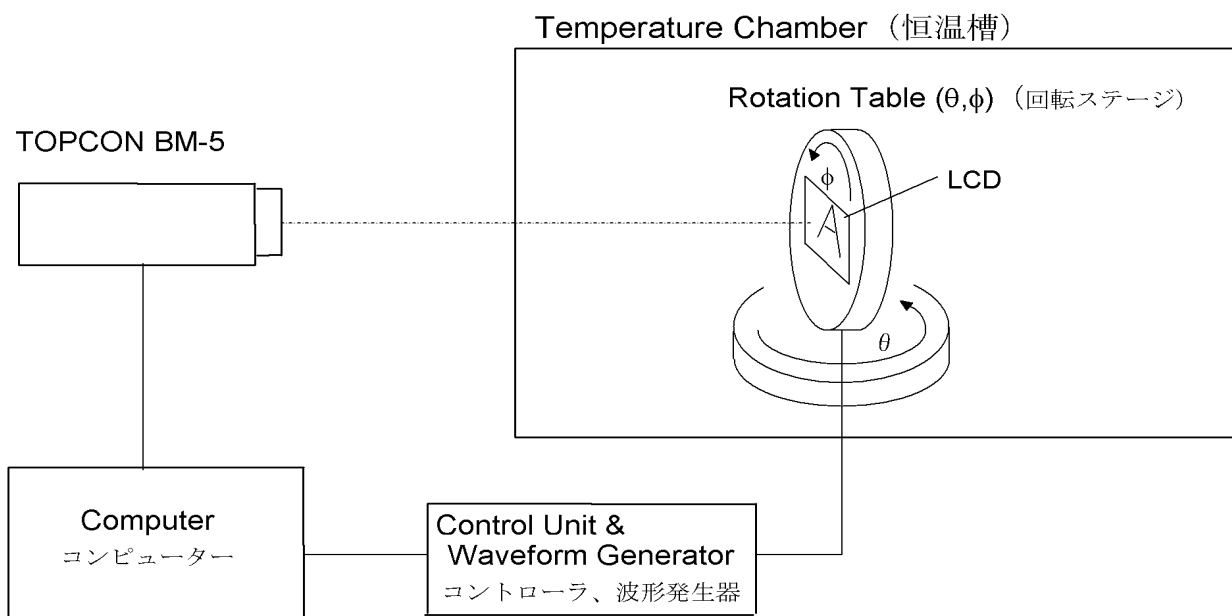 Temperature Chamber（恒温槽）
Rotation Table (θ,ϕ)（回転ステージ）
TOPCON BM-5
LCD
ϕ
A
θ
Computer
コンピューター
Control Unit &
Waveform Generator
コントローラ、波形発生器